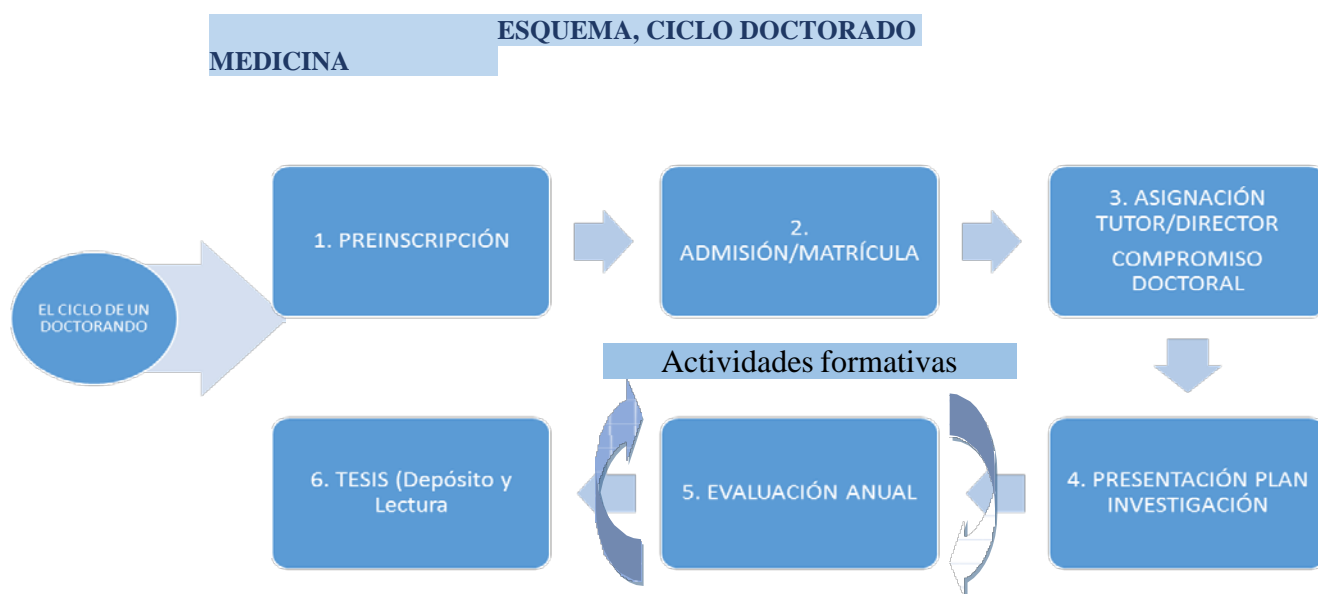 ESQUEMA, CICLO DOCTORADO
MEDICINA
1. PREINSCRIPCIÓN
2.
ADMISIÓN/MATRÍCULA
3. ASIGNACIÓN
TUTOR/DIRECTOR
COMPROMISO
DOCTORAL
EL CICLO DE UN
DOCTORANDO
Actividades formativas
6. TESIS (Depósito y
Lectura
5. EVALUACIÓN ANUAL
4. PRESENTACIÓN PLAN
INVESTIGACIÓN